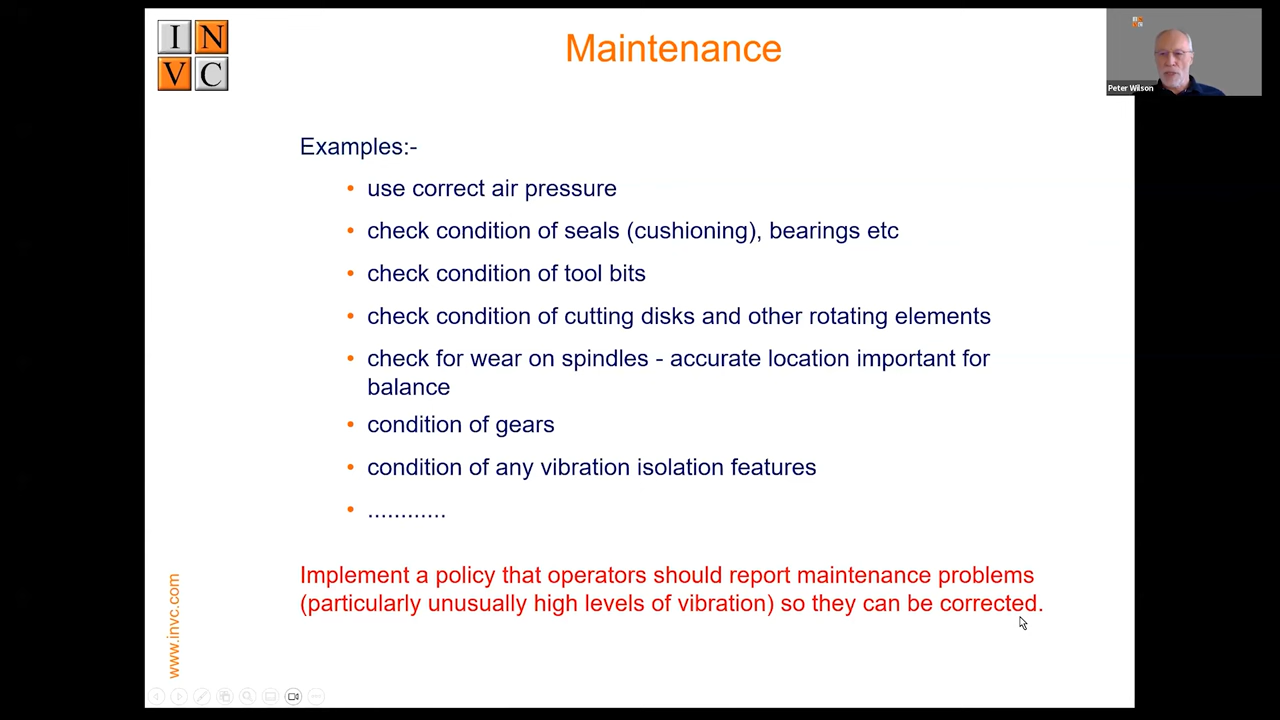 I N
V C
Maintenance
Peter Wilson
Examples:-
• use correct air pressure
• check condition of seals (cushioning), bearings etc
• check condition of tool bits
• check condition of cutting disks and other rotating elements
• check for wear on spindles - accurate location important for
balance
• condition of gears
• condition of any vibration isolation features
• ............
Implement a policy that operators should report maintenance problems
(particularly unusually high levels of vibration) so they can be corrected.
www.invc.com